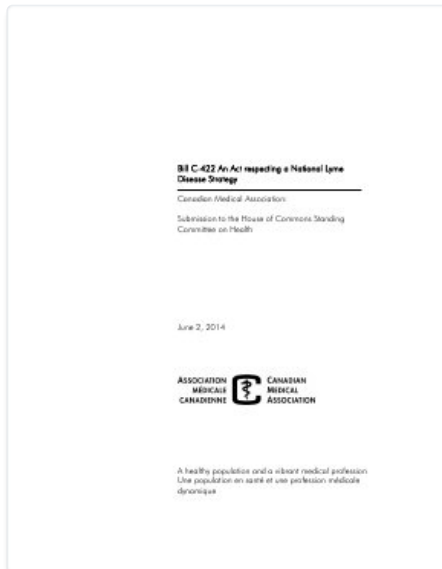 Bill C-422 An Act respecting a National Lyme
Disease Strategy
Canadian Medical Association:
Submission to the House of Commons Standing
Committee on Health
June 2, 2014
ASSOCIATION
MÉDICALE
CANADIENNE
CANADIAN
MEDICAL
ASSOCIATION
A healthy population and a vibrant medical profession
Une population en santé et une profession médicale
dynamique